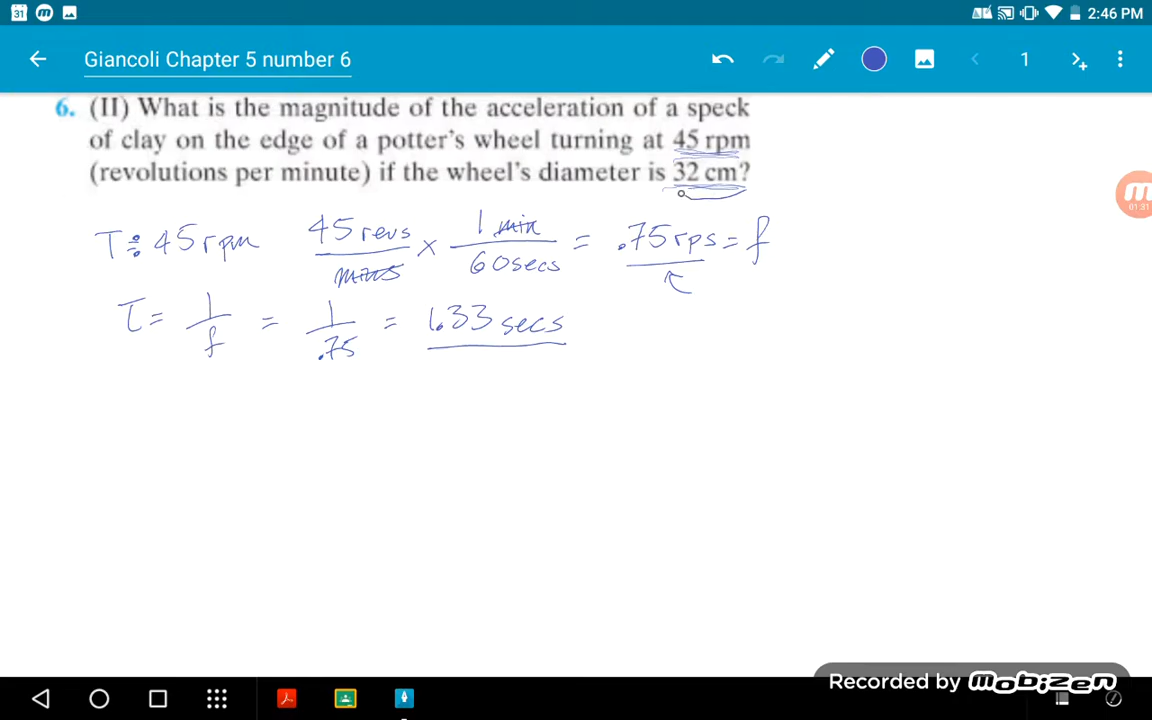 31
2:46 PM
Giancoli Chapter 5 number 6
1
6. (II) What is the magnitude of the acceleration of a speck
of clay on the edge of a potter's wheel turning at 45 rpm
(revolutions per minute) if the wheel's diameter is 32 cm?
T: 45 rpm 45 revs / mins × 1 min / 60 secs = .75 rps = f
T = 1/f = 1/.75 = 1.33 secs
01:31
Recorded by mobizen